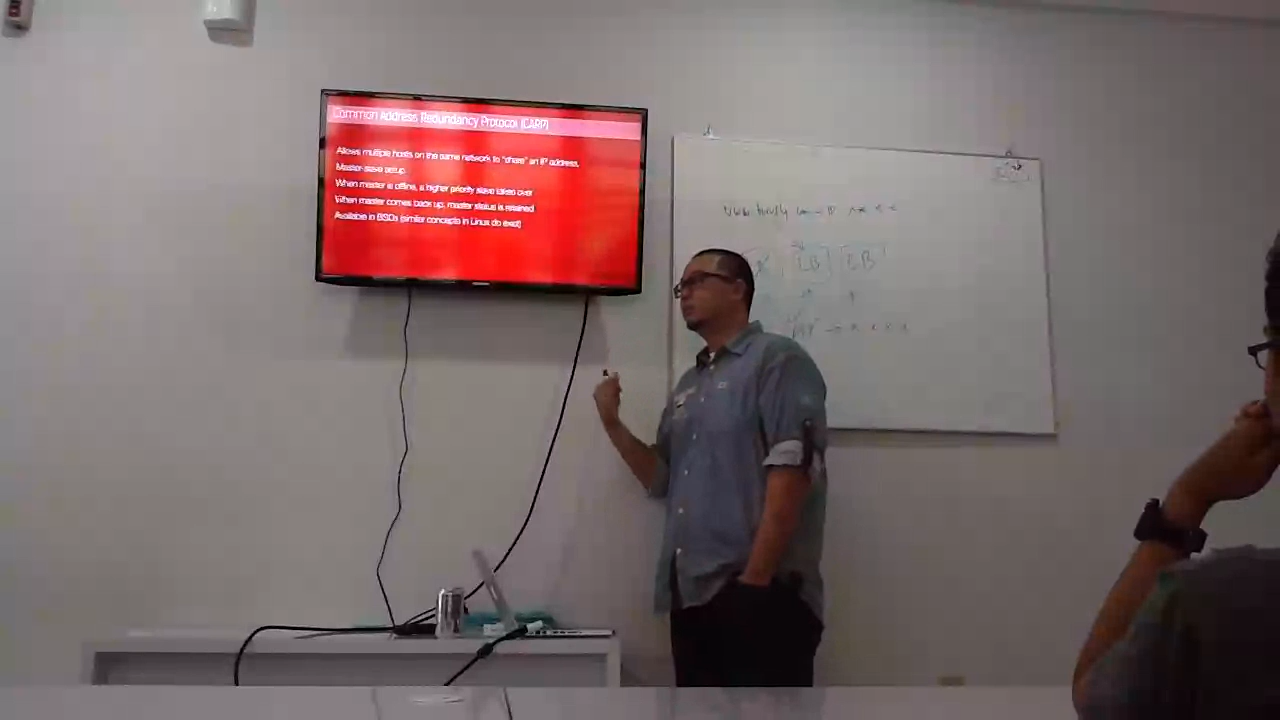 Common Address Redundancy Protocol (CARP)
Allows multiple hosts on the same network to "share" an IP address.
Master-slave setup
When master is offline, a higher priority slave takes over
When master comes back up, master status is retained
Available in BSDs (similar concepts in Linux do exist)
LB LB